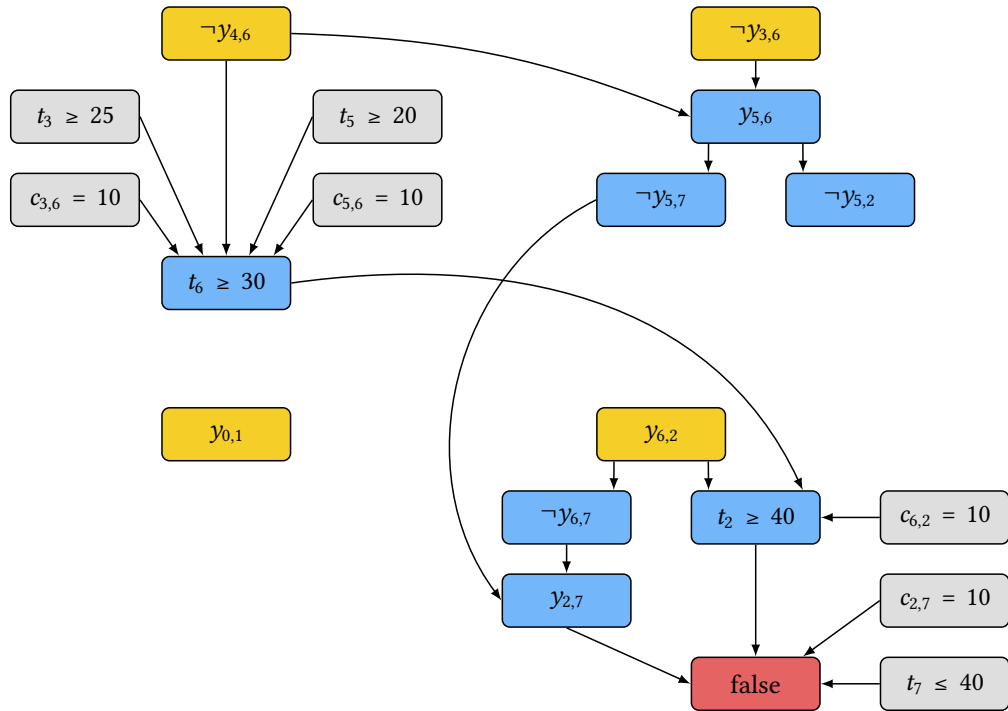 ¬y4,6
¬y3,6
t3 ≥ 25
t5 ≥ 20
y5,6
c3,6 = 10
c5,6 = 10
¬y5,7
¬y5,2
t6 ≥ 30
y0,1
y6,2
¬y6,7
t2 ≥ 40
c6,2 = 10
y2,7
c2,7 = 10
false
t7 ≤ 40